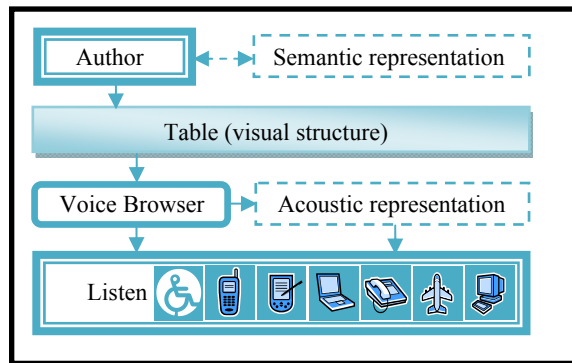 Author
Semantic representation
Table (visual structure)
Voice Browser
Acoustic representation
Listen